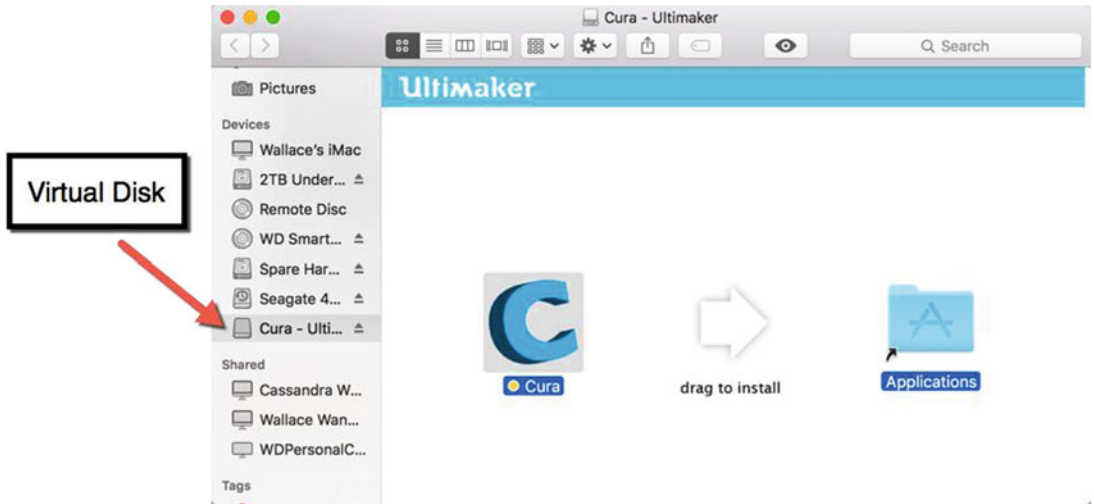 Cura - Ultimaker
Search
Pictures
Devices
Wallace's iMac
2TB Under...
Remote Disc
WD Smart...
Spare Har...
Seagate 4...
Cura - Ulti...
Shared
Cassandra W...
Wallace Wan...
WDPersonalC...
Tags
Virtual Disk
Ultimaker
Cura
drag to install
Applications